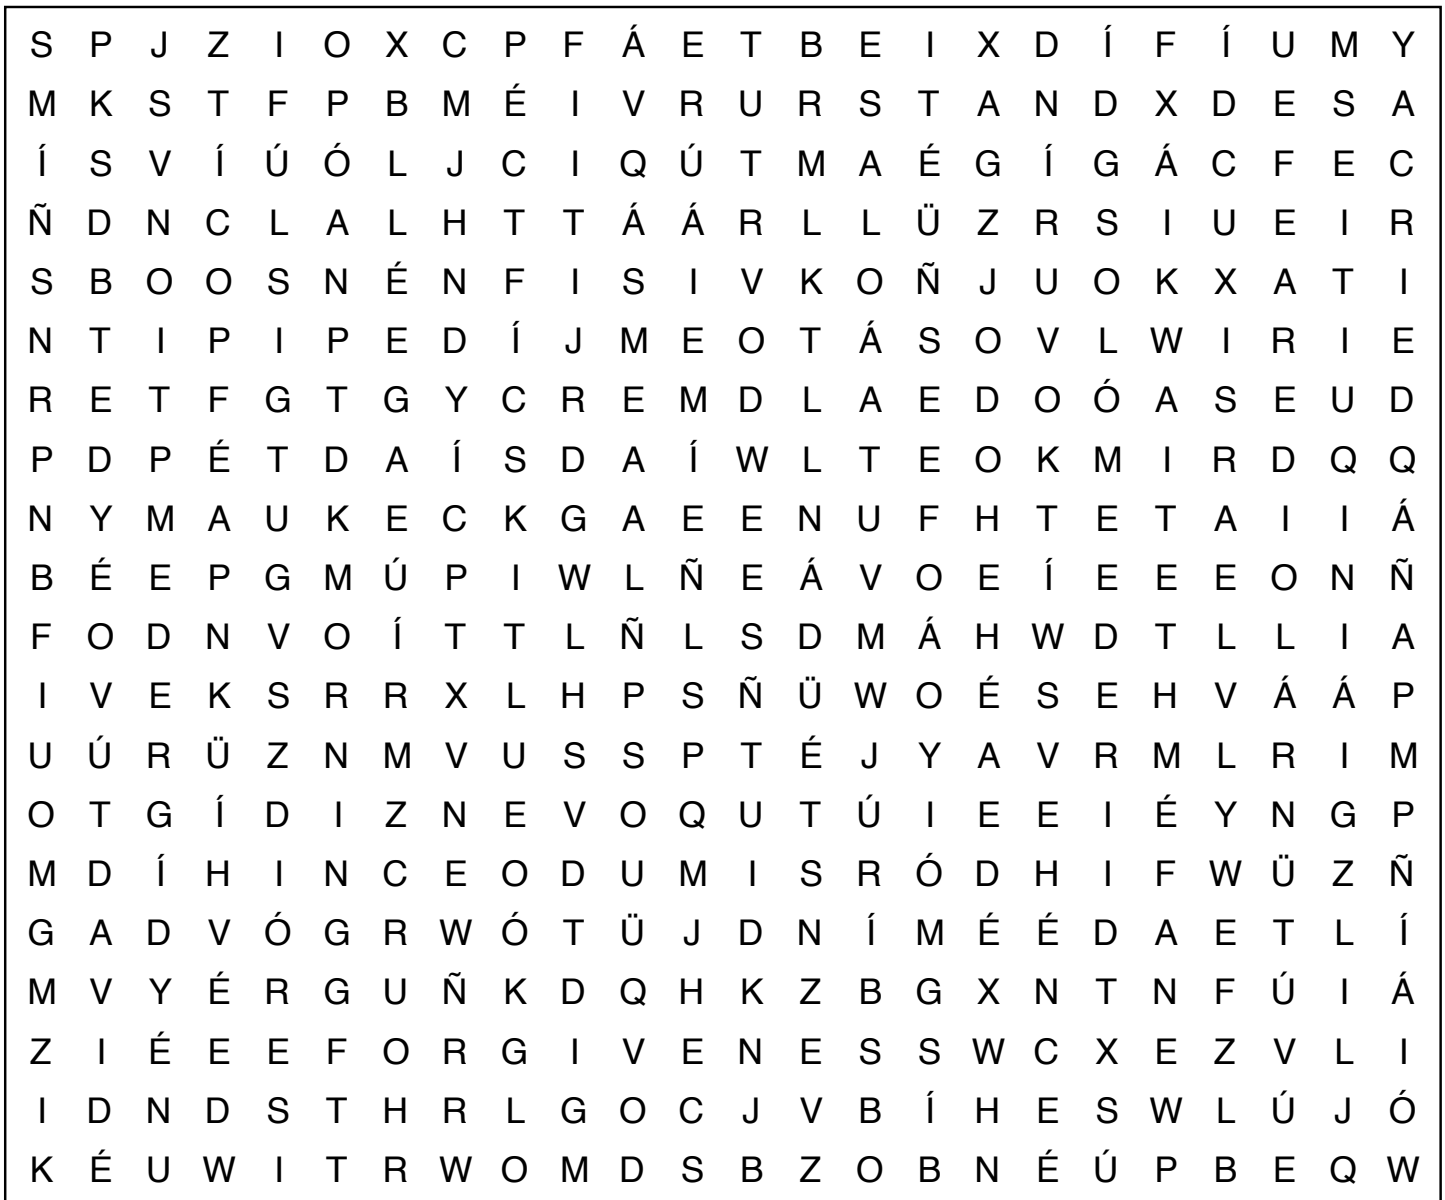 S P J Z I O X C P F Á E T B E I X D Í F Í U M Y
M K S T F P B M É I V R U R S T A N D X D E S A
Í S V Í Ú Ó L J C I Q Ú T M A É G Í G Á C F E C
Ñ D N C L A L H T T Á Á R L L Ü Z R S I U E I R
S B O O S N É N F I S I V K O Ñ J U O K X A T I
N T I P I P E D Í J M E O T Á S O V L W I R I E
R E T F G T G Y C R E M D L A E D O Ó A S E U D
P D P É T D A Í S D A Í W L T E O K M I R D Q Q
N Y M A U K E C K G A E E N U F H T E T A I I Á
B É E P G M Ú P I W L Ñ E Á V O E Í E E E O N Ñ
F O D N V O Í T T L Ñ L S D M Á H W D T L L I A
I V E K S R R X L H P S Ñ Ü W O É S E H V Á Á P
U Ú R Ü Z N M V U S S P T É J Y A V R M L R I M
O T G Í D I Z N E V O Q U T Ú I E E I É Y N G P
M D Í H I N C E O D U M I S R Ó D H I F W Ü Z Ñ
G A D V Ó G R W Ó T Ü J D N Í M É É D A E T L Í
M V Y É R G U Ñ K D Q H K Z B G X N T N F Ú I Á
Z I É E E F O R G I V E N E S S W C X E Z V L I
I D N D S T H R L G O C J V B Í H E S W L Ú J Ó
K É U W I T R W O M D S B Z O B N É Ú P B E Q W